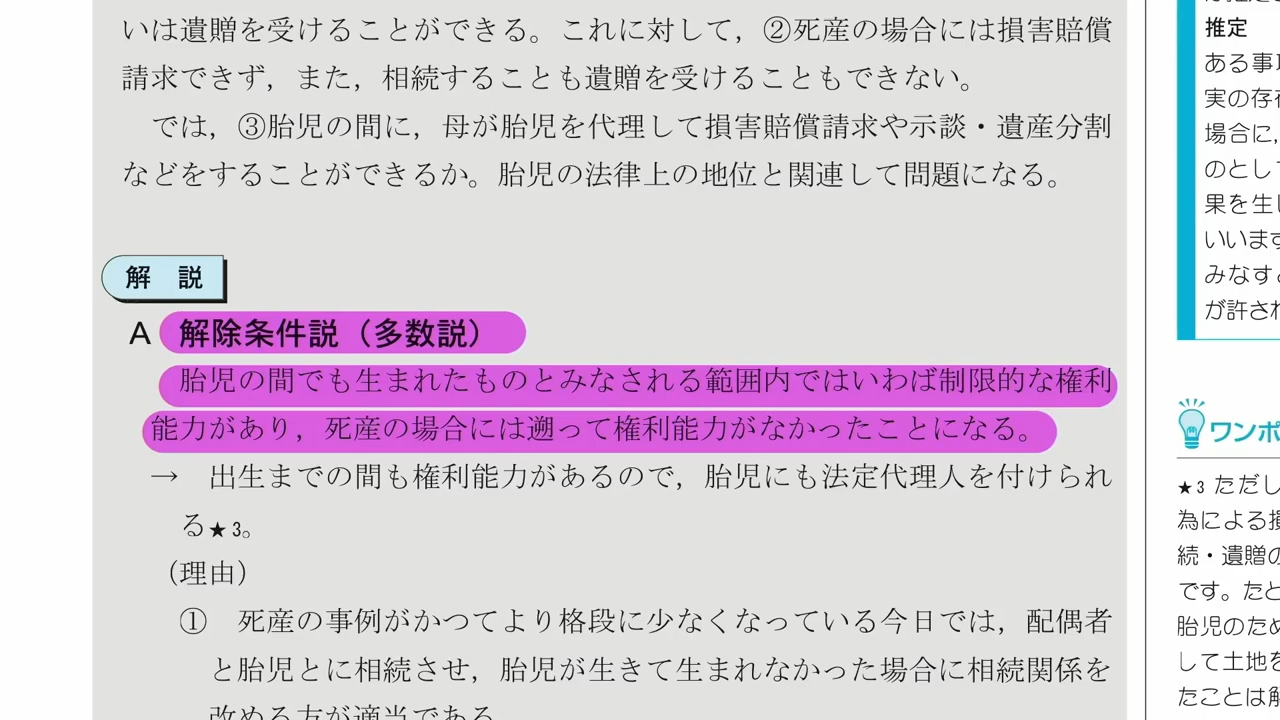 いは遺贈を受けることができる。これに対して，②死産の場合には損害賠償
請求できず，また，相続することも遺贈を受けることもできない。
では，③胎児の間に，母が胎児を代理して損害賠償請求や示談・遺産分割
などをすることができるか。胎児の法律上の地位と関連して問題になる。
解 説
A 解除条件説（多数説）
胎児の間でも生まれたものとみなされる範囲内ではいわば制限的な権利
能力があり，死産の場合には遡って権利能力がなかったことになる。
→ 出生までの間も権利能力があるので，胎児にも法定代理人を付けられ
る★3。
（理由）
① 死産の事例がかつてより格段に少なくなっている今日では，配偶者
と胎児とに相続させ，胎児が生きて生まれなかった場合に相続関係を
改める方が適当である
推定
ある事
実の存
場合に，
のとし
果を生
いいます
みなす
が許さ
ワンポ
★3 ただし
為による損
続・遺贈の
です。たと
胎児のため
して土地を
たことは解